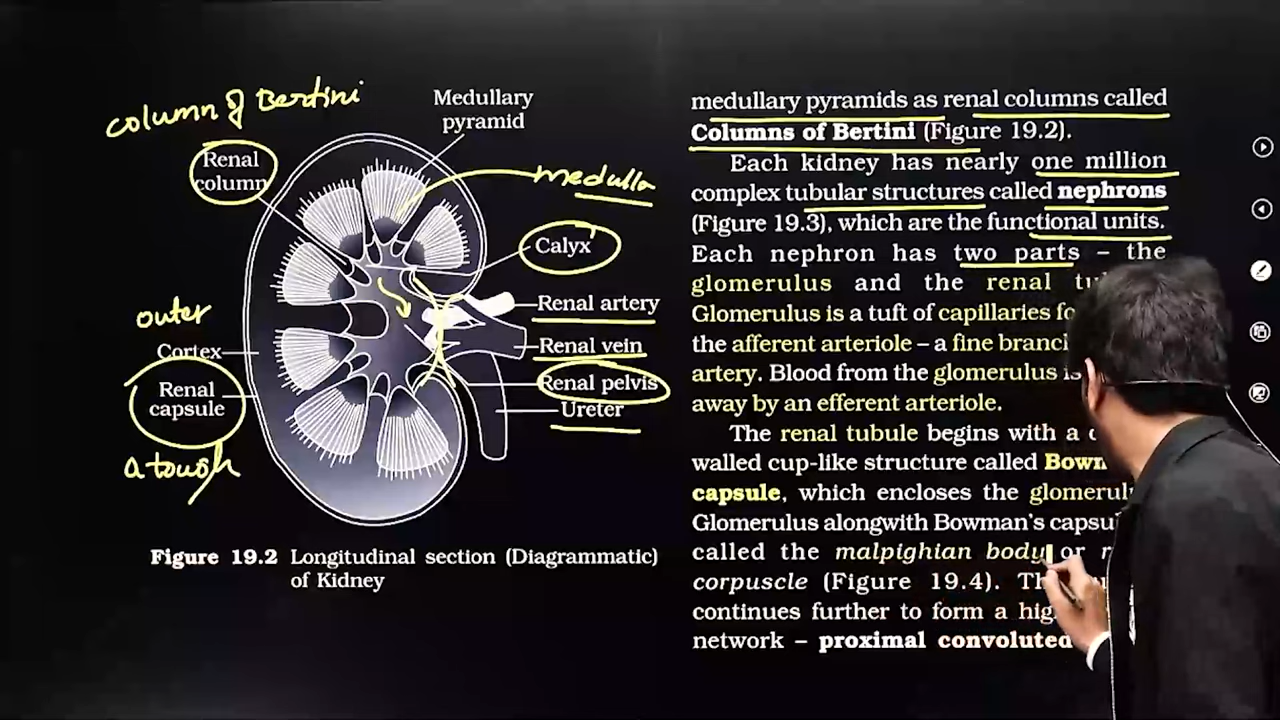 column of Bertini
Medullary
pyramid
Renal
column
medulla
Calyx
outer
Renal artery
Cortex
Renal vein
Renal
capsule
Renal pelvis
Ureter
a tough
Figure 19.2 Longitudinal section (Diagrammatic)
of Kidney
medullary pyramids as renal columns called
Columns of Bertini (Figure 19.2).
Each kidney has nearly one million
complex tubular structures called nephrons
(Figure 19.3), which are the functional units.
Each nephron has two parts – the
glomerulus and the renal
Glomerulus is a tuft of capillaries
the afferent arteriole – a fine
artery. Blood from the glomerulus
away by an efferent arteriole.
The renal tubule begins with a
walled cup-like structure called
capsule, which encloses the
Glomerulus alongwith Bowman's
called the malpighian body or
corpuscle (Figure 19.4).
continues further to form a
network – proximal convoluted